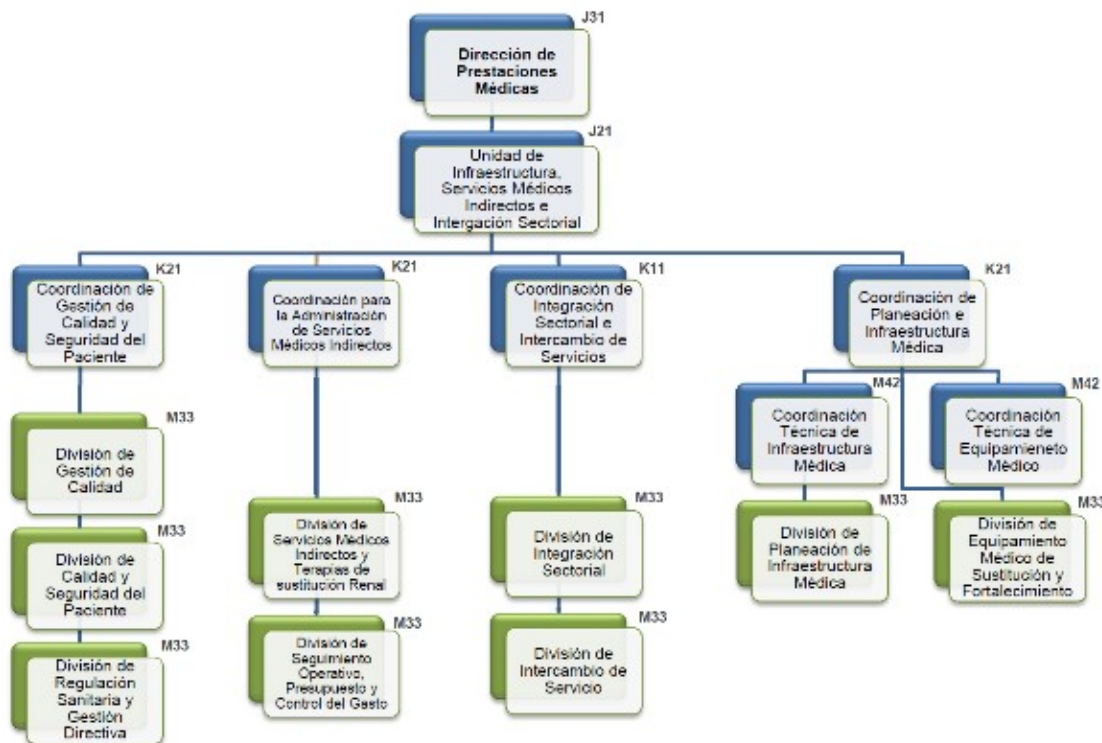 J31
Dirección de
Prestaciones
Médicas
J21
Unidad de
Infraestructura,
Servicios Médicos
Indirectos e
Intergación Sectorial
K21
Coordinación de
Gestión de
Calidad y
Seguridad del
Paciente
K21
Coordinación para
la Administración
de Servicios
Médicos Indirectos
K11
Coordinación de
Integración
Sectorial e
Intercambio de
Servicios
K21
Coordinación de
Planeación e
Infraestructura
Médica
M42
Coordinación
Técnica de
Infraestructura
Médica
M42
Coordinación
Técnica de
Equipamieneto
Médico
M33
División de
Gestión de
Calidad
M33
División de
Servicios Médicos
Indirectos y
Terapias de
sustitución Renal
M33
División de
Integración
Sectorial
M33
División de
Planeación de
Infraestructura
Médica
M33
División de
Equipamiento
Médico de
Sustitución y
Fortalecimiento
M33
División de
Calidad y
Seguridad del
Paciente
M33
División de
Regulación
Sanitaria y
Gestión
Directiva
M33
División de
Seguimiento
Operativo,
Presupuesto y
Control del Gasto
M33
División de
Intercambio de
Servicio